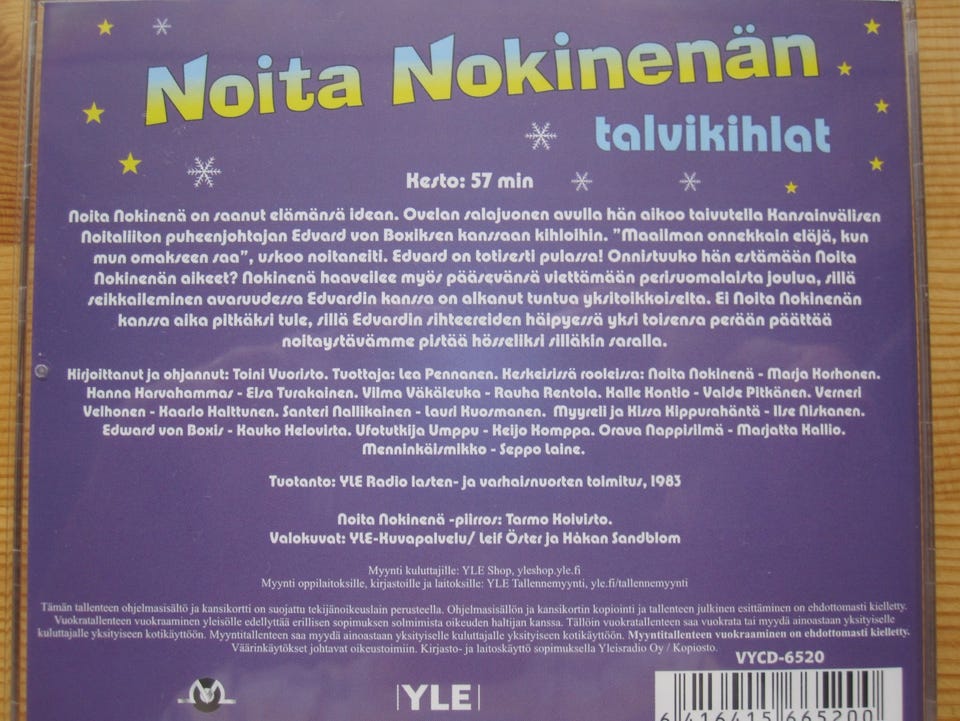 Noita Nokinenän
talvikihlat
Kesto: 57 min
Noita Nokinenä on saanut elämänsä idean. Ovelan salajuonen avulla hän aikoo taivutella Kansainvälisen
Noitaliiton puheenjohtajan Edvard von Boxiksen kanssaan kihloihin. "Maailman onnekkain eläjä, kun
mun omakseen saa", uskoo noitaneiti. Edvard on totisesti pulassa! Onnistuuko hän estämään Noita
Nokinenän aikeet? Nokinenä haaveilee myös pääsevänsä viettämään perisuomalaista joulua, sillä
seikkaileminen avaruudessa Edvardin kanssa on alkanut tuntua yksitoikkoiselta. Ei Noita Nokinenän
kanssa aika pitkäksi tule, sillä Edvardin sihteereiden häipyessä yksi toisensa perään päättää
noitaystävämme pistää hösseliksi silläkin saralla.
Kirjoittanut ja ohjannut: Toini Vuoristo. Tuottaja: Lea Pennanen. Keskeisissä rooleissa: Noita Nokinenä - Marja Korhonen.
Hanna Harvahammas - Elsa Turakainen. Vilma Väkäleuka - Rauha Rentola. Kalle Kontio - Valde Pitkänen. Verneri
Velhonen - Kaarlo Halttunen. Santeri Nallikainen - Lauri Kuosmanen. Myyreli ja Kissa Kippurahäntä - Ilse Niskanen.
Edward von Boxis - Kauko Helovirta. Ufotutkija Umppu - Keijo Komppa. Orava Nappisilmä - Marjatta Kallio.
Menninkäismikko - Seppo Laine.
Tuotanto: YLE Radio lasten- ja varhaisnuorten toimitus, 1983
Noita Nokinenä -piirros: Tarmo Koivisto.
Valokuvat: YLE-Kuvapalvelu/ Leif Öster ja Håkan Sandblom
Myynti kuluttajille: YLE Shop, yleshop.yle.fi
Myynti oppilaitoksille, kirjastoille ja laitoksille: YLE Tallennemyynti, yle.fi/tallennemyynti
Tämän tallenteen ohjelmasisältö ja kansikortti on suojattu tekijänoikeuslain perusteella. Ohjelmasisällön ja kansikortin kopiointi ja tallenteen julkinen esittäminen on ehdottomasti kielletty.
Vuokratallenteen vuokraaminen yleisölle edellyttää erillisen sopimuksen solmimista oikeuden haltijan kanssa. Tällöin vuokratallenteen saa vuokrata tai myydä ainoastaan yksityiselle
kuluttajalle yksityiseen kotikäyttöön. Myyntitallenteen saa myydä ainoastaan yksityiselle kuluttajalle yksityiseen kotikäyttöön. Myyntitallenteen vuokraaminen on ehdottomasti kielletty.
Väärinkäytökset johtavat oikeustoimiin. Kirjasto- ja laitoskäyttö sopimuksella Yleisradio Oy / Kopiosto.
VYCD-6520
YLE
6 416415 665200